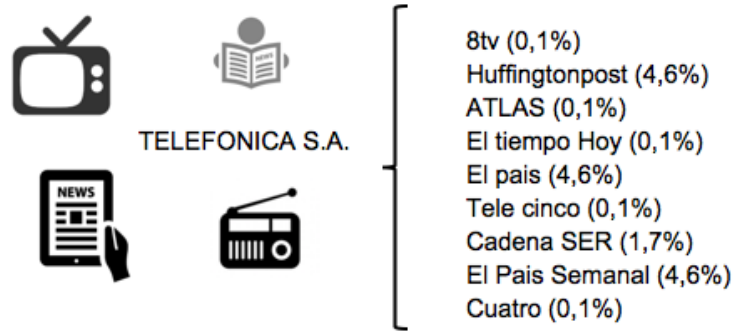 NEWS
TELEFONICA S.A.
NEWS
8tv (0,1%)
Huffingtonpost (4,6%)
ATLAS (0,1%)
El tiempo Hoy (0,1%)
El pais (4,6%)
Tele cinco (0,1%)
Cadena SER (1,7%)
El Pais Semanal (4,6%)
Cuatro (0,1%)